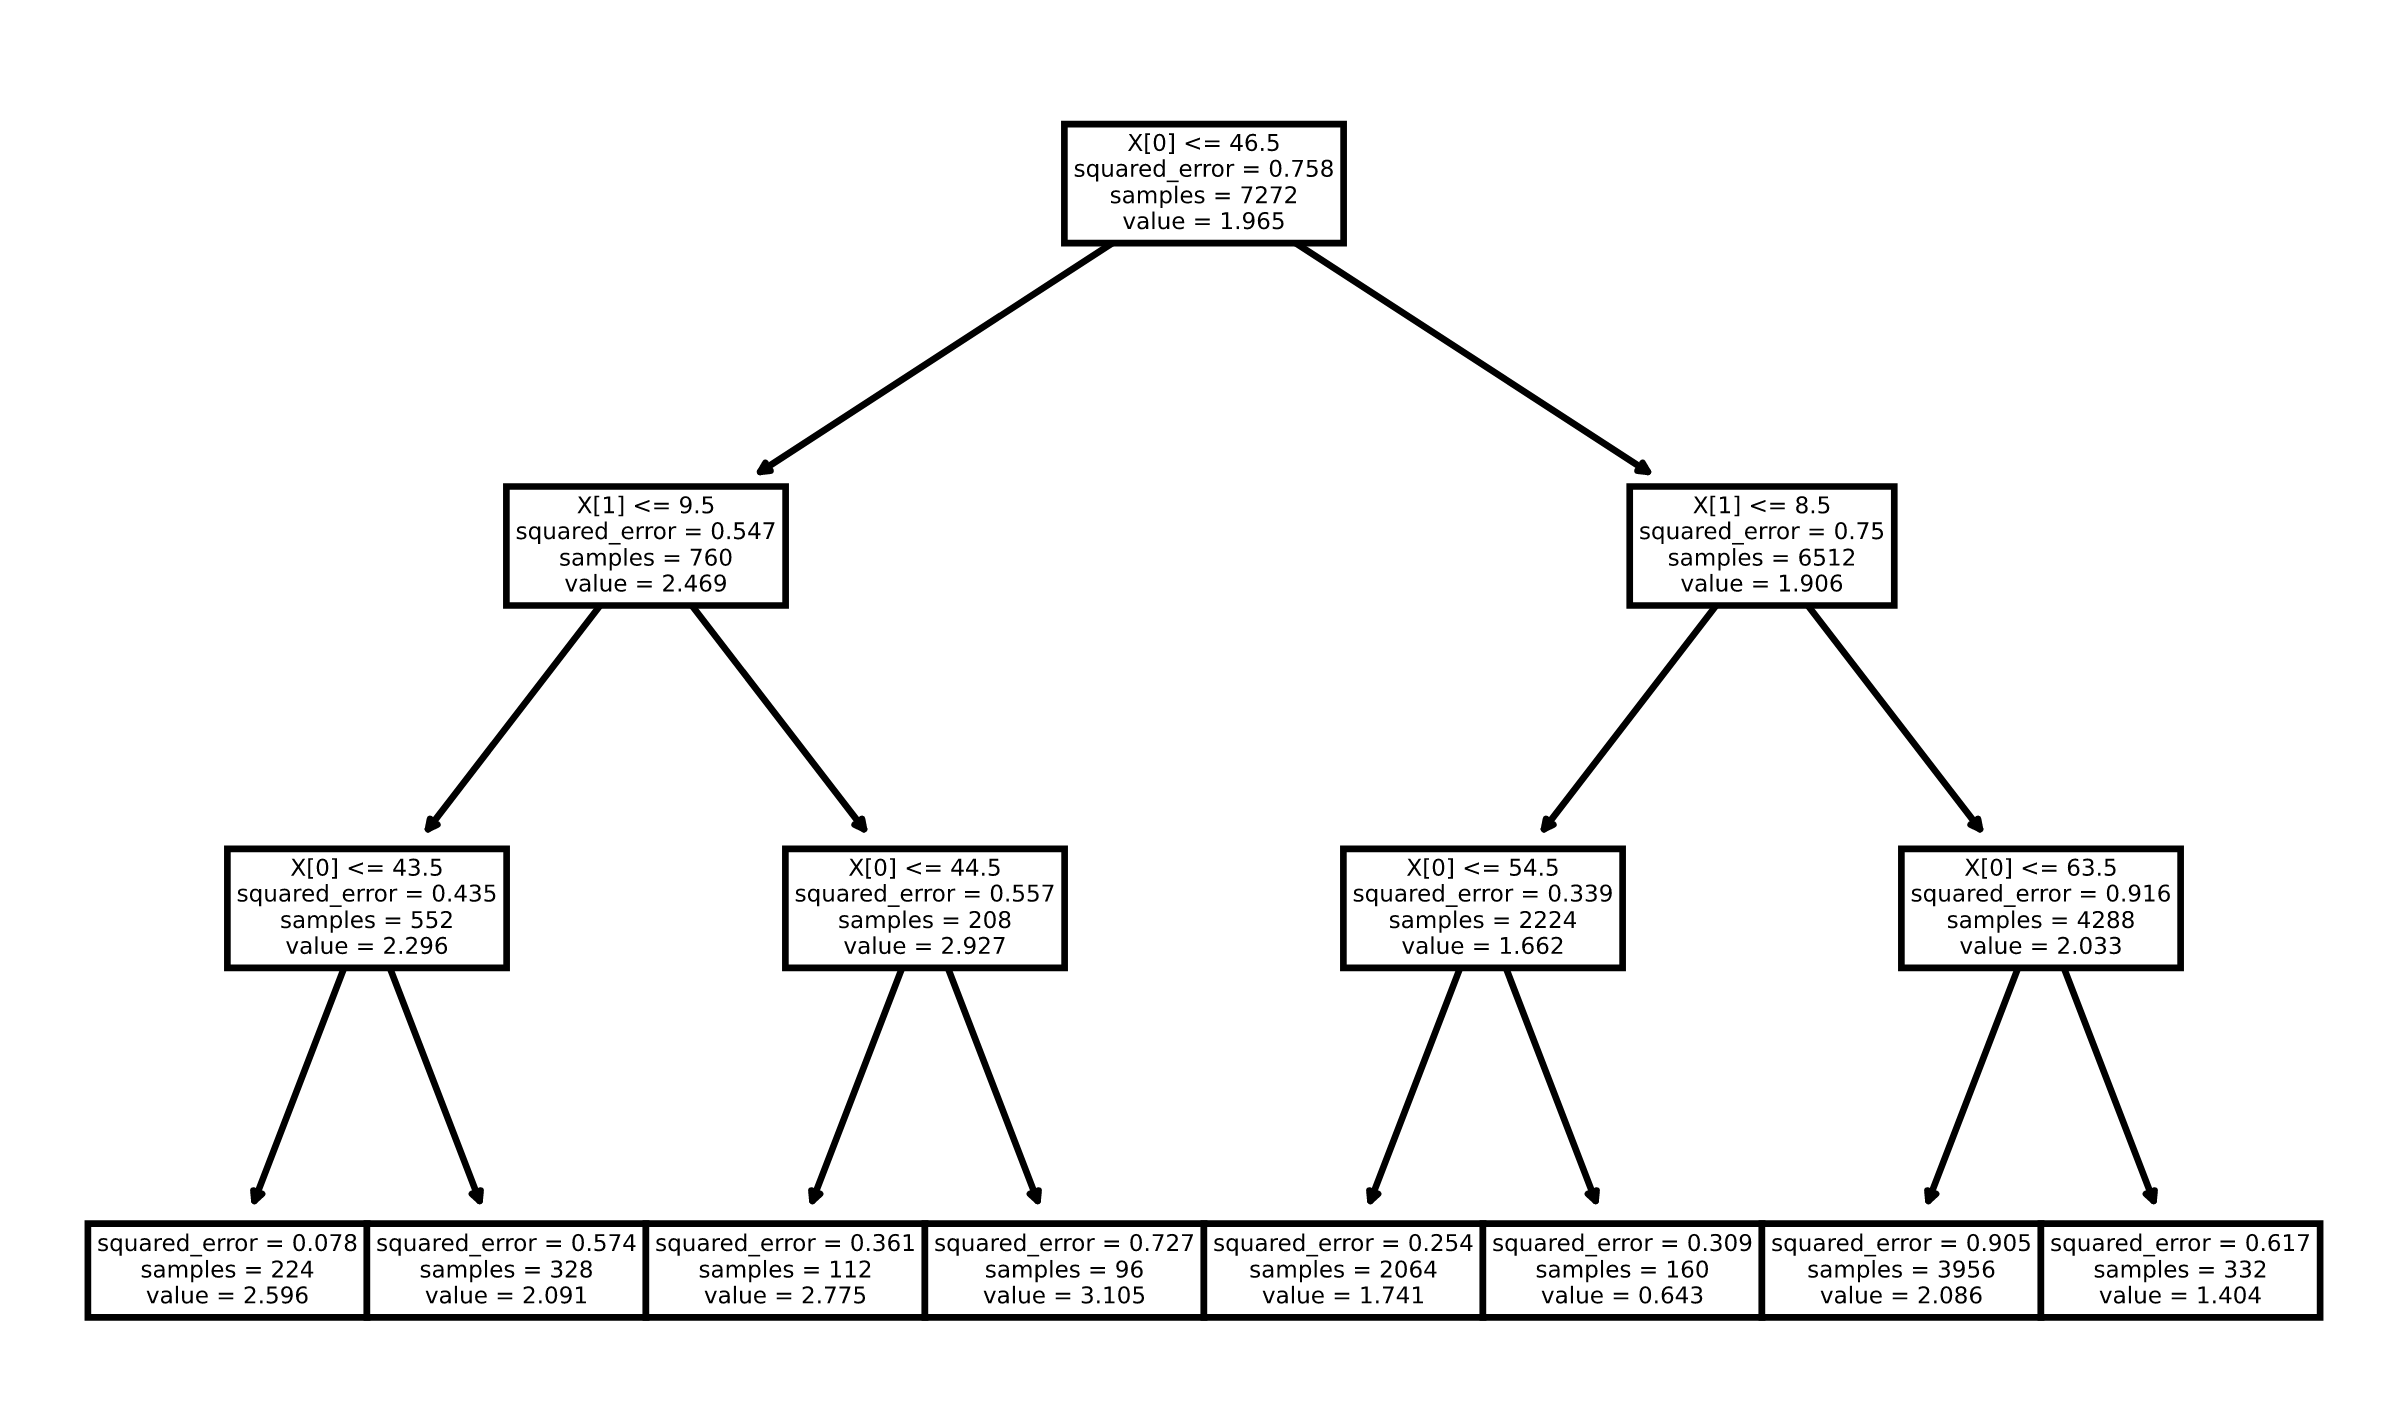 X[0] <= 46.5
squared_error = 0.758
samples = 7272
value = 1.965
X[1] <= 9.5
squared_error = 0.547
samples = 760
value = 2.469
X[1] <= 8.5
squared_error = 0.75
samples = 6512
value = 1.906
X[0] <= 43.5
squared_error = 0.435
samples = 552
value = 2.296
X[0] <= 44.5
squared_error = 0.557
samples = 208
value = 2.927
X[0] <= 54.5
squared_error = 0.339
samples = 2224
value = 1.662
X[0] <= 63.5
squared_error = 0.916
samples = 4288
value = 2.033
squared_error = 0.078
samples = 224
value = 2.596
squared_error = 0.574
samples = 328
value = 2.091
squared_error = 0.361
samples = 112
value = 2.775
squared_error = 0.727
samples = 96
value = 3.105
squared_error = 0.254
samples = 2064
value = 1.741
squared_error = 0.309
samples = 160
value = 0.643
squared_error = 0.905
samples = 3956
value = 2.086
squared_error = 0.617
samples = 332
value = 1.404